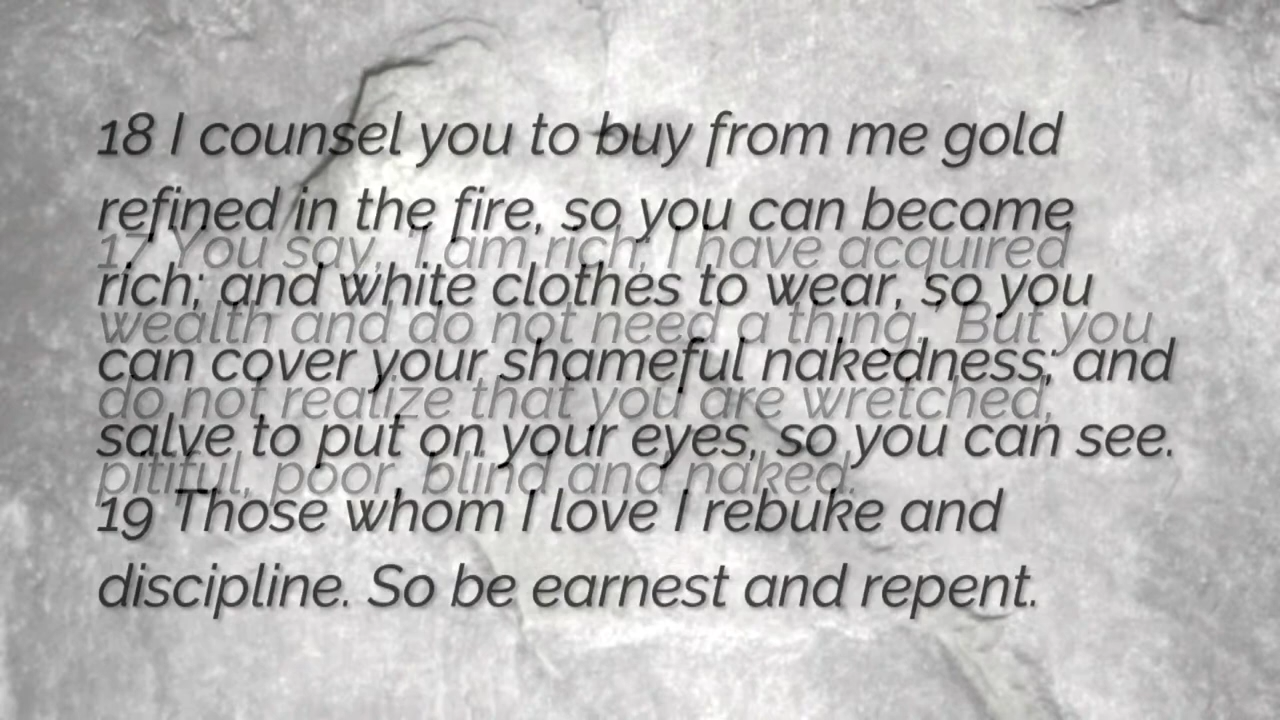 18 I counsel you to buy from me gold
refined in the fire, so you can become
rich; and white clothes to wear, so you
can cover your shameful nakedness; and
salve to put on your eyes, so you can see.
19 Those whom I love I rebuke and
discipline. So be earnest and repent.
17 You say, 'I am rich; I have acquired
wealth and do not need a thing.' But you
do not realize that you are wretched,
pitiful, poor, blind and naked.